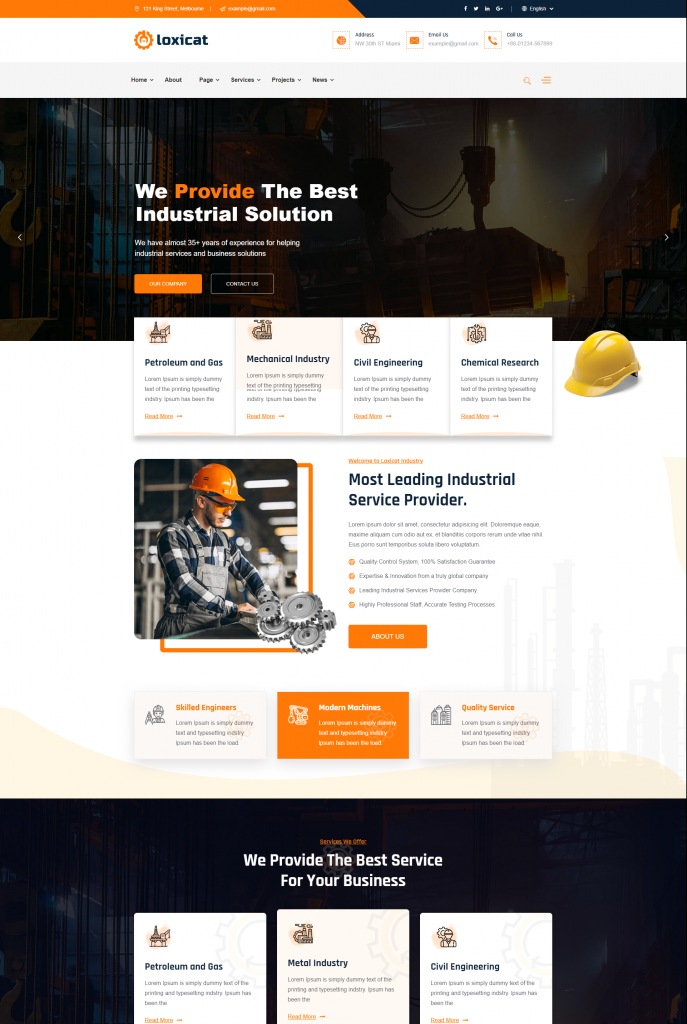 121 King Street, Melbourne
example@gmail.com
English
loxicat
Address
NW 30th ST Miami
Email Us
example@gmail.com
Call Us
+98-01234-567899
Home
About
Page
Services
Projects
News
We Provide The Best
Industrial Solution
We have almost 35+ years of experience for helping
industrial services and business solutions
OUR COMPANY
CONTACT US
Petroleum and Gas
Lorem Ipsum is simply dummy
text of the printing typesetting
indstry. Ipsum has been the
Read More
Mechanical Industry
Lorem Ipsum is simply dummy
text of the printing typesetting
indstry. Ipsum has been the
Read More
Civil Engineering
Lorem Ipsum is simply dummy
text of the printing typesetting
indstry. Ipsum has been the
Read More
Chemical Research
Lorem Ipsum is simply dummy
text of the printing typesetting
indstry. Ipsum has been the
Read More
Welcome to Loxicat Industry
Most Leading Industrial
Service Provider.
Lorem ipsum dolor sit amet, consectetur adipisicing elit. Doloremque eaque,
maxime aliquam cum odio aut ex, et blanditiis corporis rerum unde vitae nihil
Eius porro sunt temporibus soluta libero voluptatum.
Quality Control System, 100% Satisfaction Guarantee
Expertise & Innovation from a truly global company
Leading Industrial Services Provider Company
Highly Professional Staff, Accurate Testing Processes
ABOUT US
Skilled Engineers
Lorem Ipsum is simply dummy
text and typesetting indstry
Ipsum has been the load.
Modern Machines
Lorem Ipsum is simply dummy
text and typesetting indstry
Ipsum has been the load.
Quality Service
Lorem Ipsum is simply dummy
text and typesetting indstry
Ipsum has been the load.
Services We Offer
We Provide The Best Service
For Your Business
Petroleum and Gas
Lorem Ipsum is simply dummy text of the
printing and typesetting industry. Ipsum has
been the
Read More
Metal Industry
Lorem Ipsum is simply dummy text of the
printing and typesetting industry. Ipsum has
been the
Read More
Civil Engineering
Lorem Ipsum is simply dummy text of the
printing and typesetting industry. Ipsum has
been the
Read More